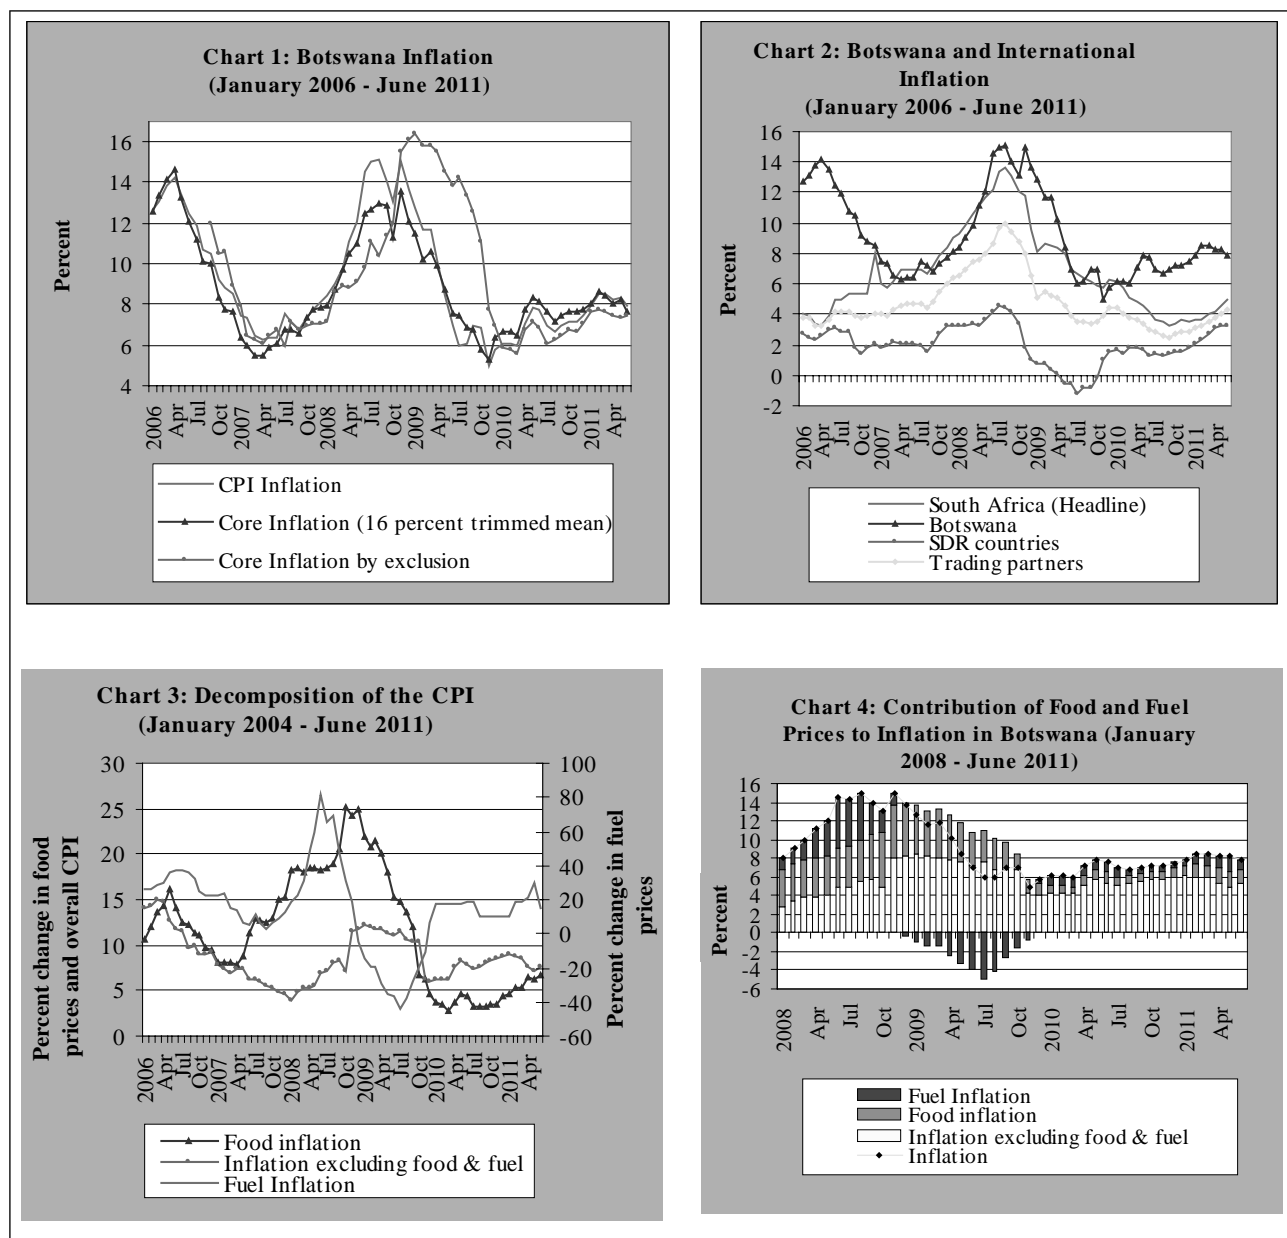 Chart 1: Botswana Inflation
(January 2006 - June 2011)
Percent
16
14
12
10
8
6
4
2006
Apr
Jul
Oct
2007
Apr
Jul
Oct
2008
Apr
Jul
Oct
2009
Apr
Jul
Oct
2010
Apr
Jul
Oct
2011
Apr
CPI Inflation
Core Inflation (16 percent trimmed mean)
Core Inflation by exclusion
Chart 2: Botswana and International
Inflation
(January 2006 - June 2011)
Percent
16
14
12
10
8
6
4
2
0
-2
2006
Apr
Jul
Oct
2007
Apr
Jul
Oct
2008
Apr
Jul
Oct
2009
Apr
Jul
Oct
2010
Apr
Jul
Oct
2011
Apr
South Africa (Headline)
Botswana
SDR countries
Trading partners
Chart 3: Decomposition of the CPI
(January 2004 - June 2011)
Percent change in food
prices and overall CPI
30
25
20
15
10
5
0
100
80
60
40
20
0
-20
-40
-60
Percent change in fuel
prices
2006
Apr
Jul
Oct
2007
Apr
Jul
Oct
2008
Apr
Jul
Oct
2009
Apr
Jul
Oct
2010
Apr
Jul
Oct
2011
Apr
Food inflation
Inflation excluding food & fuel
Fuel Inflation
Chart 4: Contribution of Food and Fuel
Prices to Inflation in Botswana (January
2008 - June 2011)
Percent
16
14
12
10
8
6
4
2
0
-2
-4
-6
2008
Apr
Jul
Oct
2009
Apr
Jul
Oct
2010
Apr
Jul
Oct
2011
Apr
Fuel Inflation
Food inflation
Inflation excluding food & fuel
Inflation